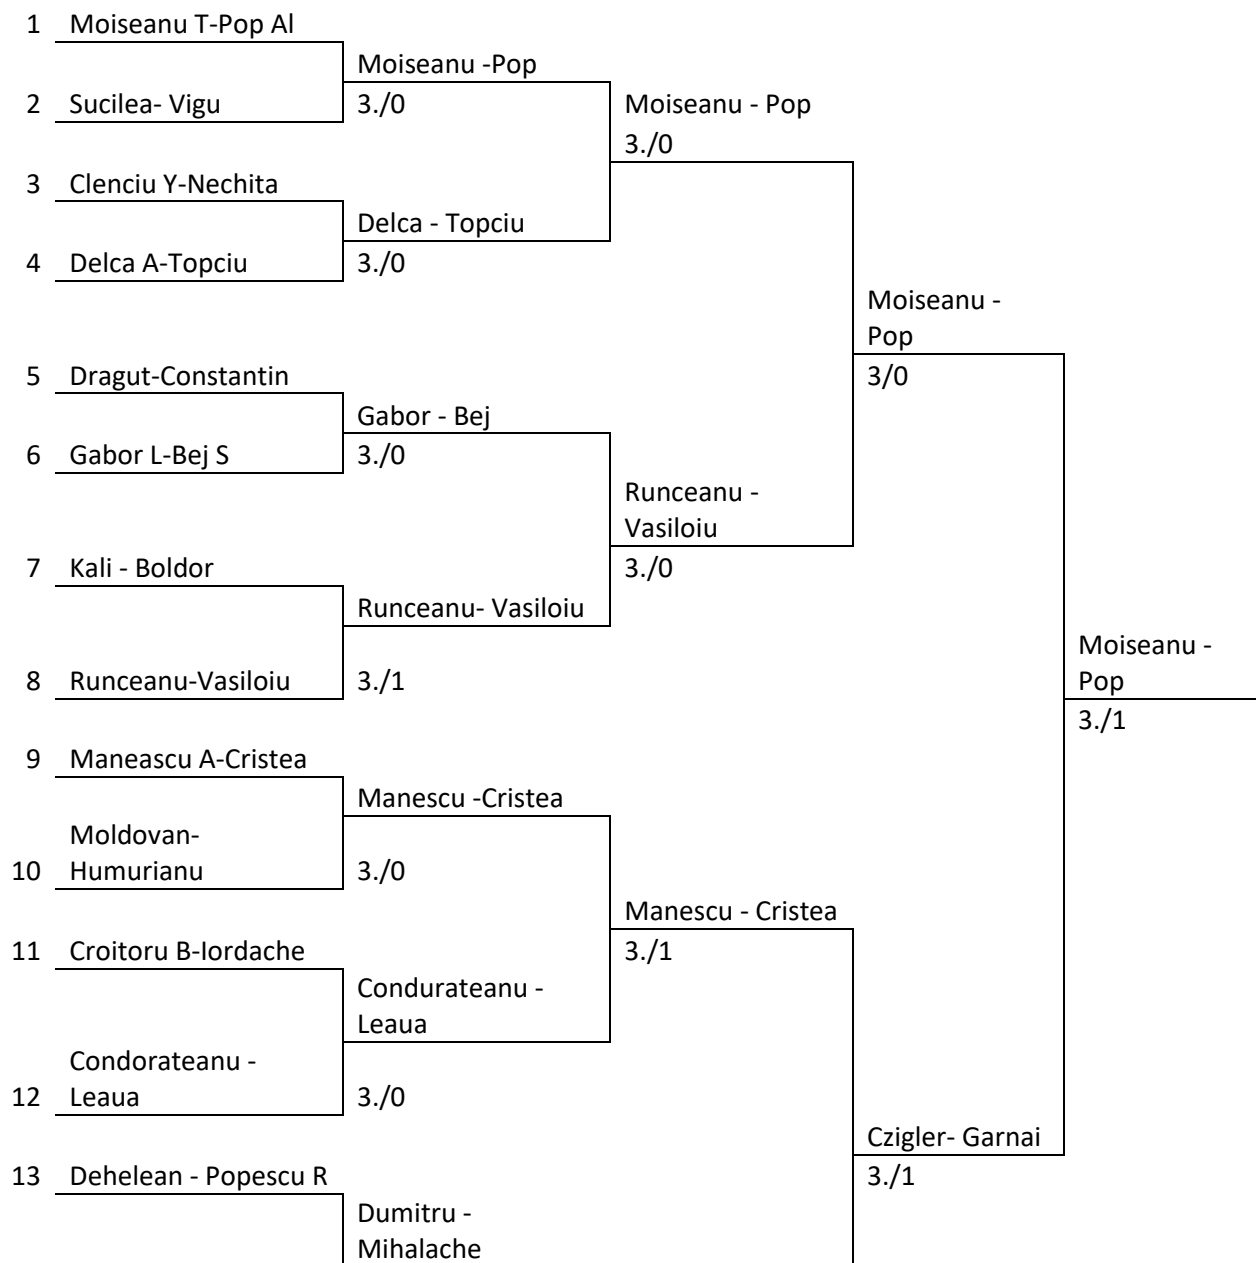 1 Moiseanu T-Pop Al
Moiseanu -Pop
2 Sucilea- Vigu 3./0 Moiseanu - Pop
3./0
3 Clenciu Y-Nechita
Delca - Topciu
4 Delca A-Topciu 3./0
Moiseanu -
Pop
5 Dragut-Constantin 3/0
Gabor - Bej
6 Gabor L-Bej S 3./0
Runceanu -
Vasiloiu
7 Kali - Boldor 3./0
Runceanu- Vasiloiu
Moiseanu -
8 Runceanu-Vasiloiu 3./1 Pop
3./1
9 Maneascu A-Cristea
Manescu -Cristea
Moldovan-
10 Humurianu 3./0
Manescu - Cristea
11 Croitoru B-Iordache 3./1
Condurateanu -
Leaua
Condorateanu -
12 Leaua 3./0
Czigler- Garnai
13 Dehelean - Popescu R 3./1
Dumitru -
Mihalache